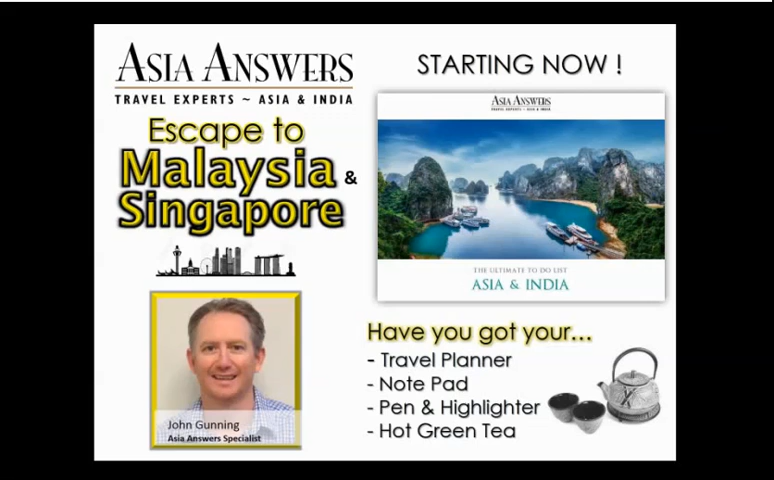 ASIA ANSWERS
TRAVEL EXPERTS ~ ASIA & INDIA
Escape to
Malaysia &
Singapore
John Gunning
Asia Answers Specialist
STARTING NOW !
ASIA ANSWERS
TRAVEL EXPERTS ~ ASIA & INDIA
THE ULTIMATE TO DO LIST
ASIA & INDIA
Have you got your...
- Travel Planner
- Note Pad
- Pen & Highlighter
- Hot Green Tea